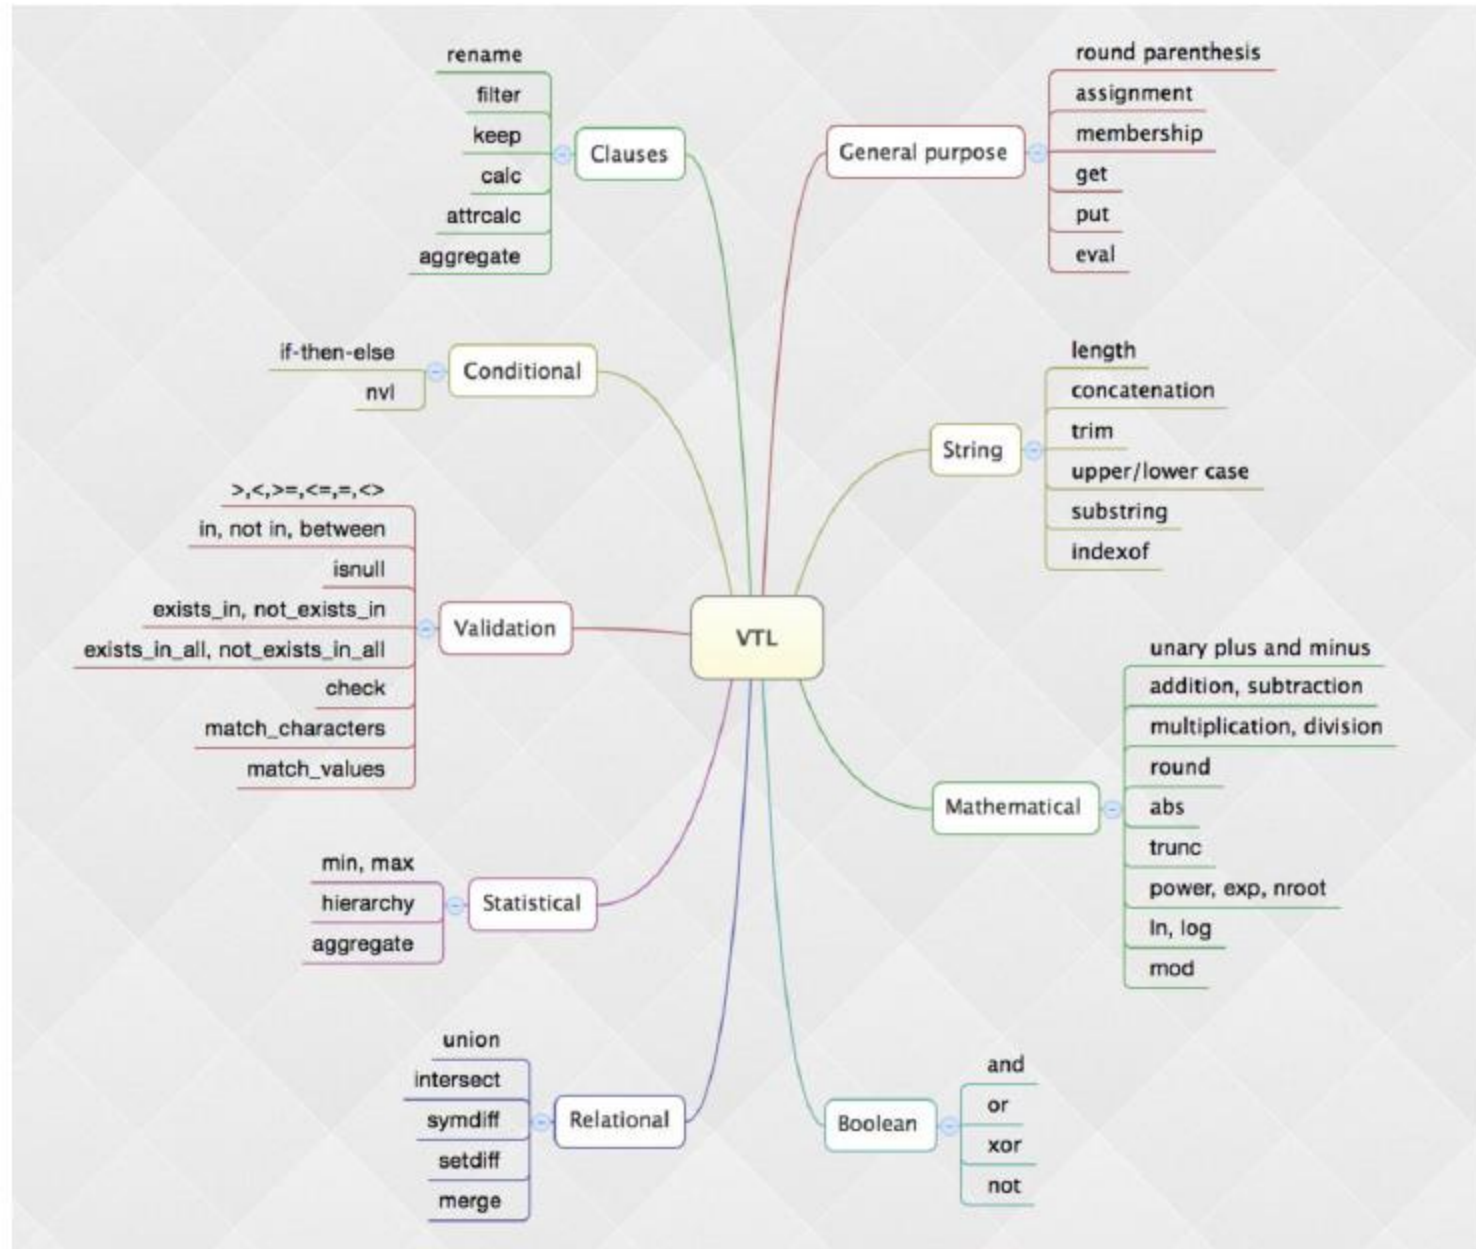 rename
filter
keep
calc
attrcalc
aggregate
Clauses
round parenthesis
assignment
membership
get
put
eval
General purpose
if-then-else
nvl
Conditional
length
concatenation
trim
upper/lower case
substring
indexof
String
>,<,>=,<=,=,<>
in, not in, between
isnull
exists_in, not_exists_in
exists_in_all, not_exists_in_all
check
match_characters
match_values
Validation
VTL
unary plus and minus
addition, subtraction
multiplication, division
round
abs
trunc
power, exp, nroot
ln, log
mod
Mathematical
min, max
hierarchy
aggregate
Statistical
union
intersect
symdiff
setdiff
merge
Relational
and
or
xor
not
Boolean